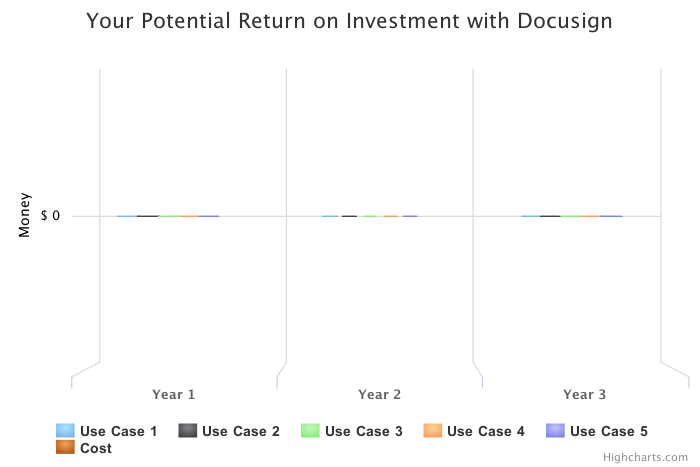 Your Potential Return on Investment with Docusign
Money
$ 0
Year 1
Year 2
Year 3
Use Case 1
Use Case 2
Use Case 3
Use Case 4
Use Case 5
Cost
Highcharts.com